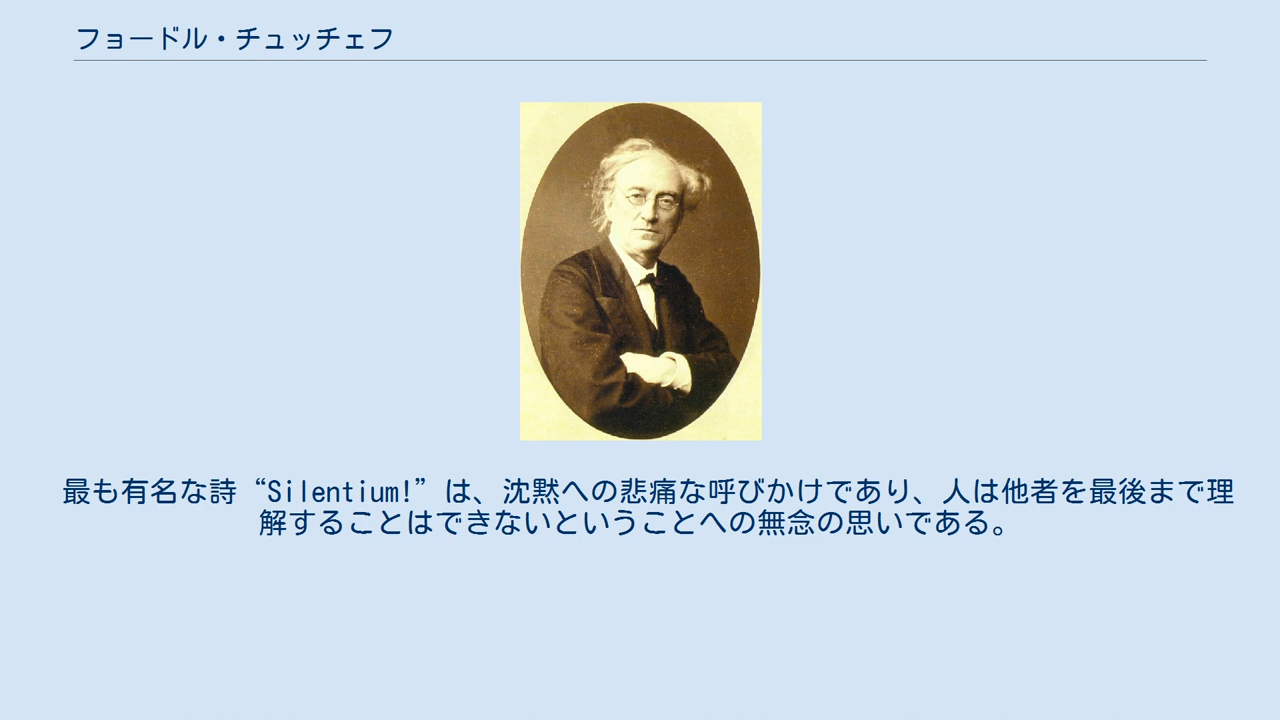 フョードル・チュッチェフ
最も有名な詩“Silentium!”は、沈黙への悲痛な呼びかけであり、人は他者を最後まで理
解することはできないということへの無念の思いである。